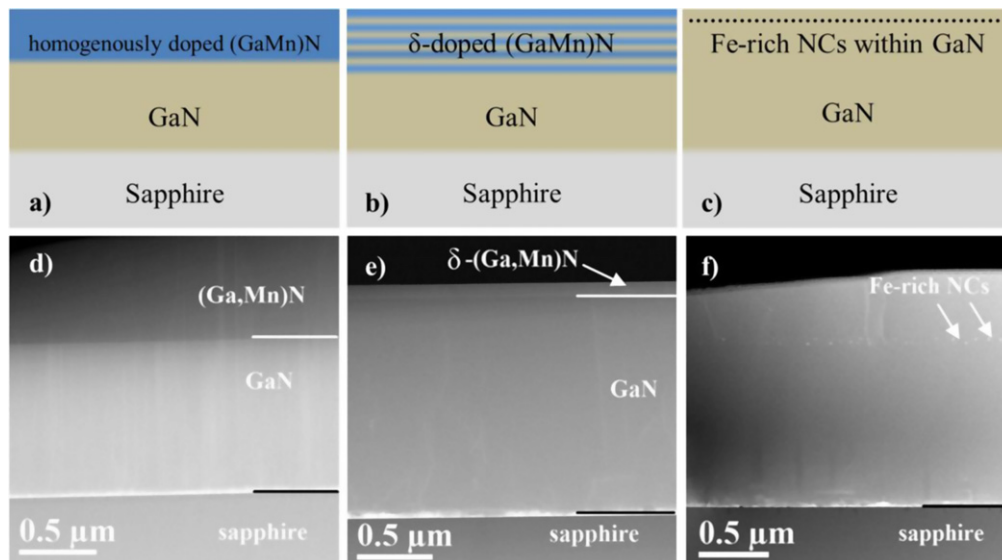 homogenously doped (GaMn)N
GaN
Sapphire
a)
δ-doped (GaMn)N
GaN
Sapphire
b)
Fe-rich NCs within GaN
GaN
Sapphire
c)
d)
(Ga,Mn)N
GaN
0.5 µm
sapphire
e)
δ-(Ga,Mn)N
GaN
0.5 µm
sapphire
f)
Fe-rich NCs
0.5 µm
sapphire